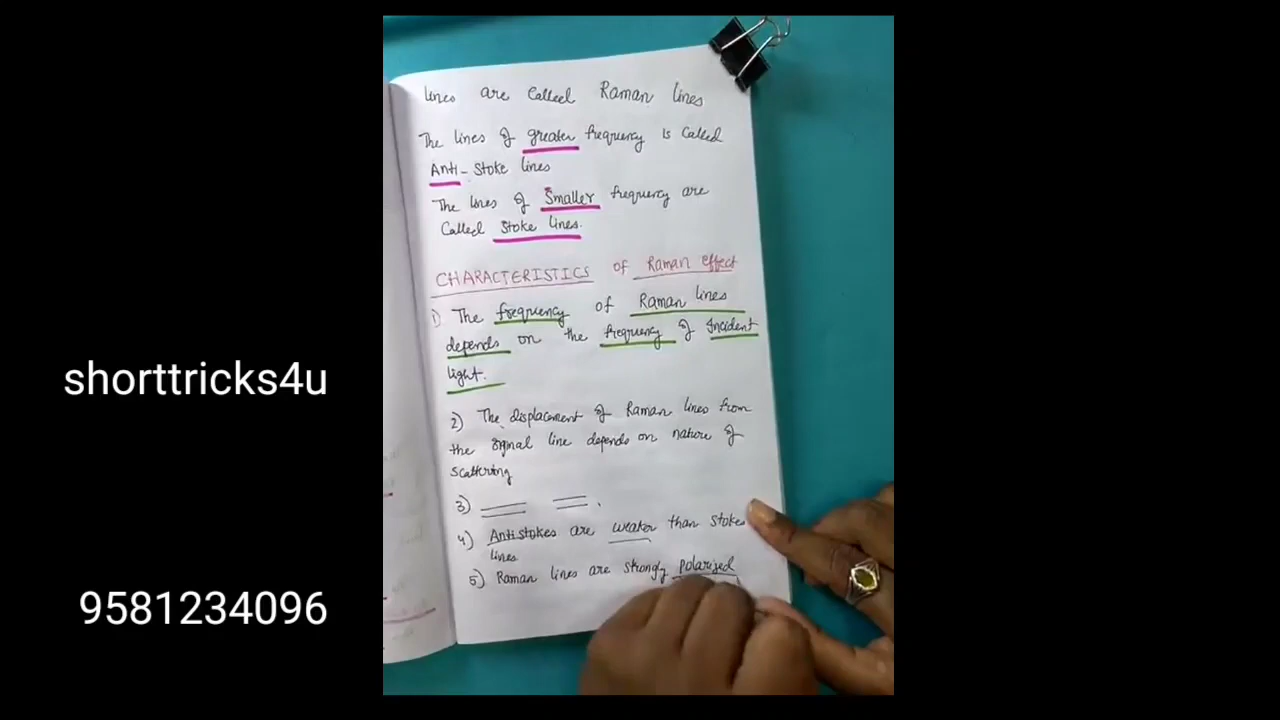 lines are called Raman lines
The lines of greater frequency is called
Anti-Stoke lines
The lines of Smaller frequency are
Called Stoke lines.
CHARACTERISTICS of Raman effect
1) The frequency of Raman lines
depends on the frequency of Incident
light.
2) The displacement of Raman lines from
the signal line depends on nature of
scattering
3)
4) Antistokes are weaker than stokes
lines
5) Raman lines are strongly polarized
shorttricks4u
9581234096